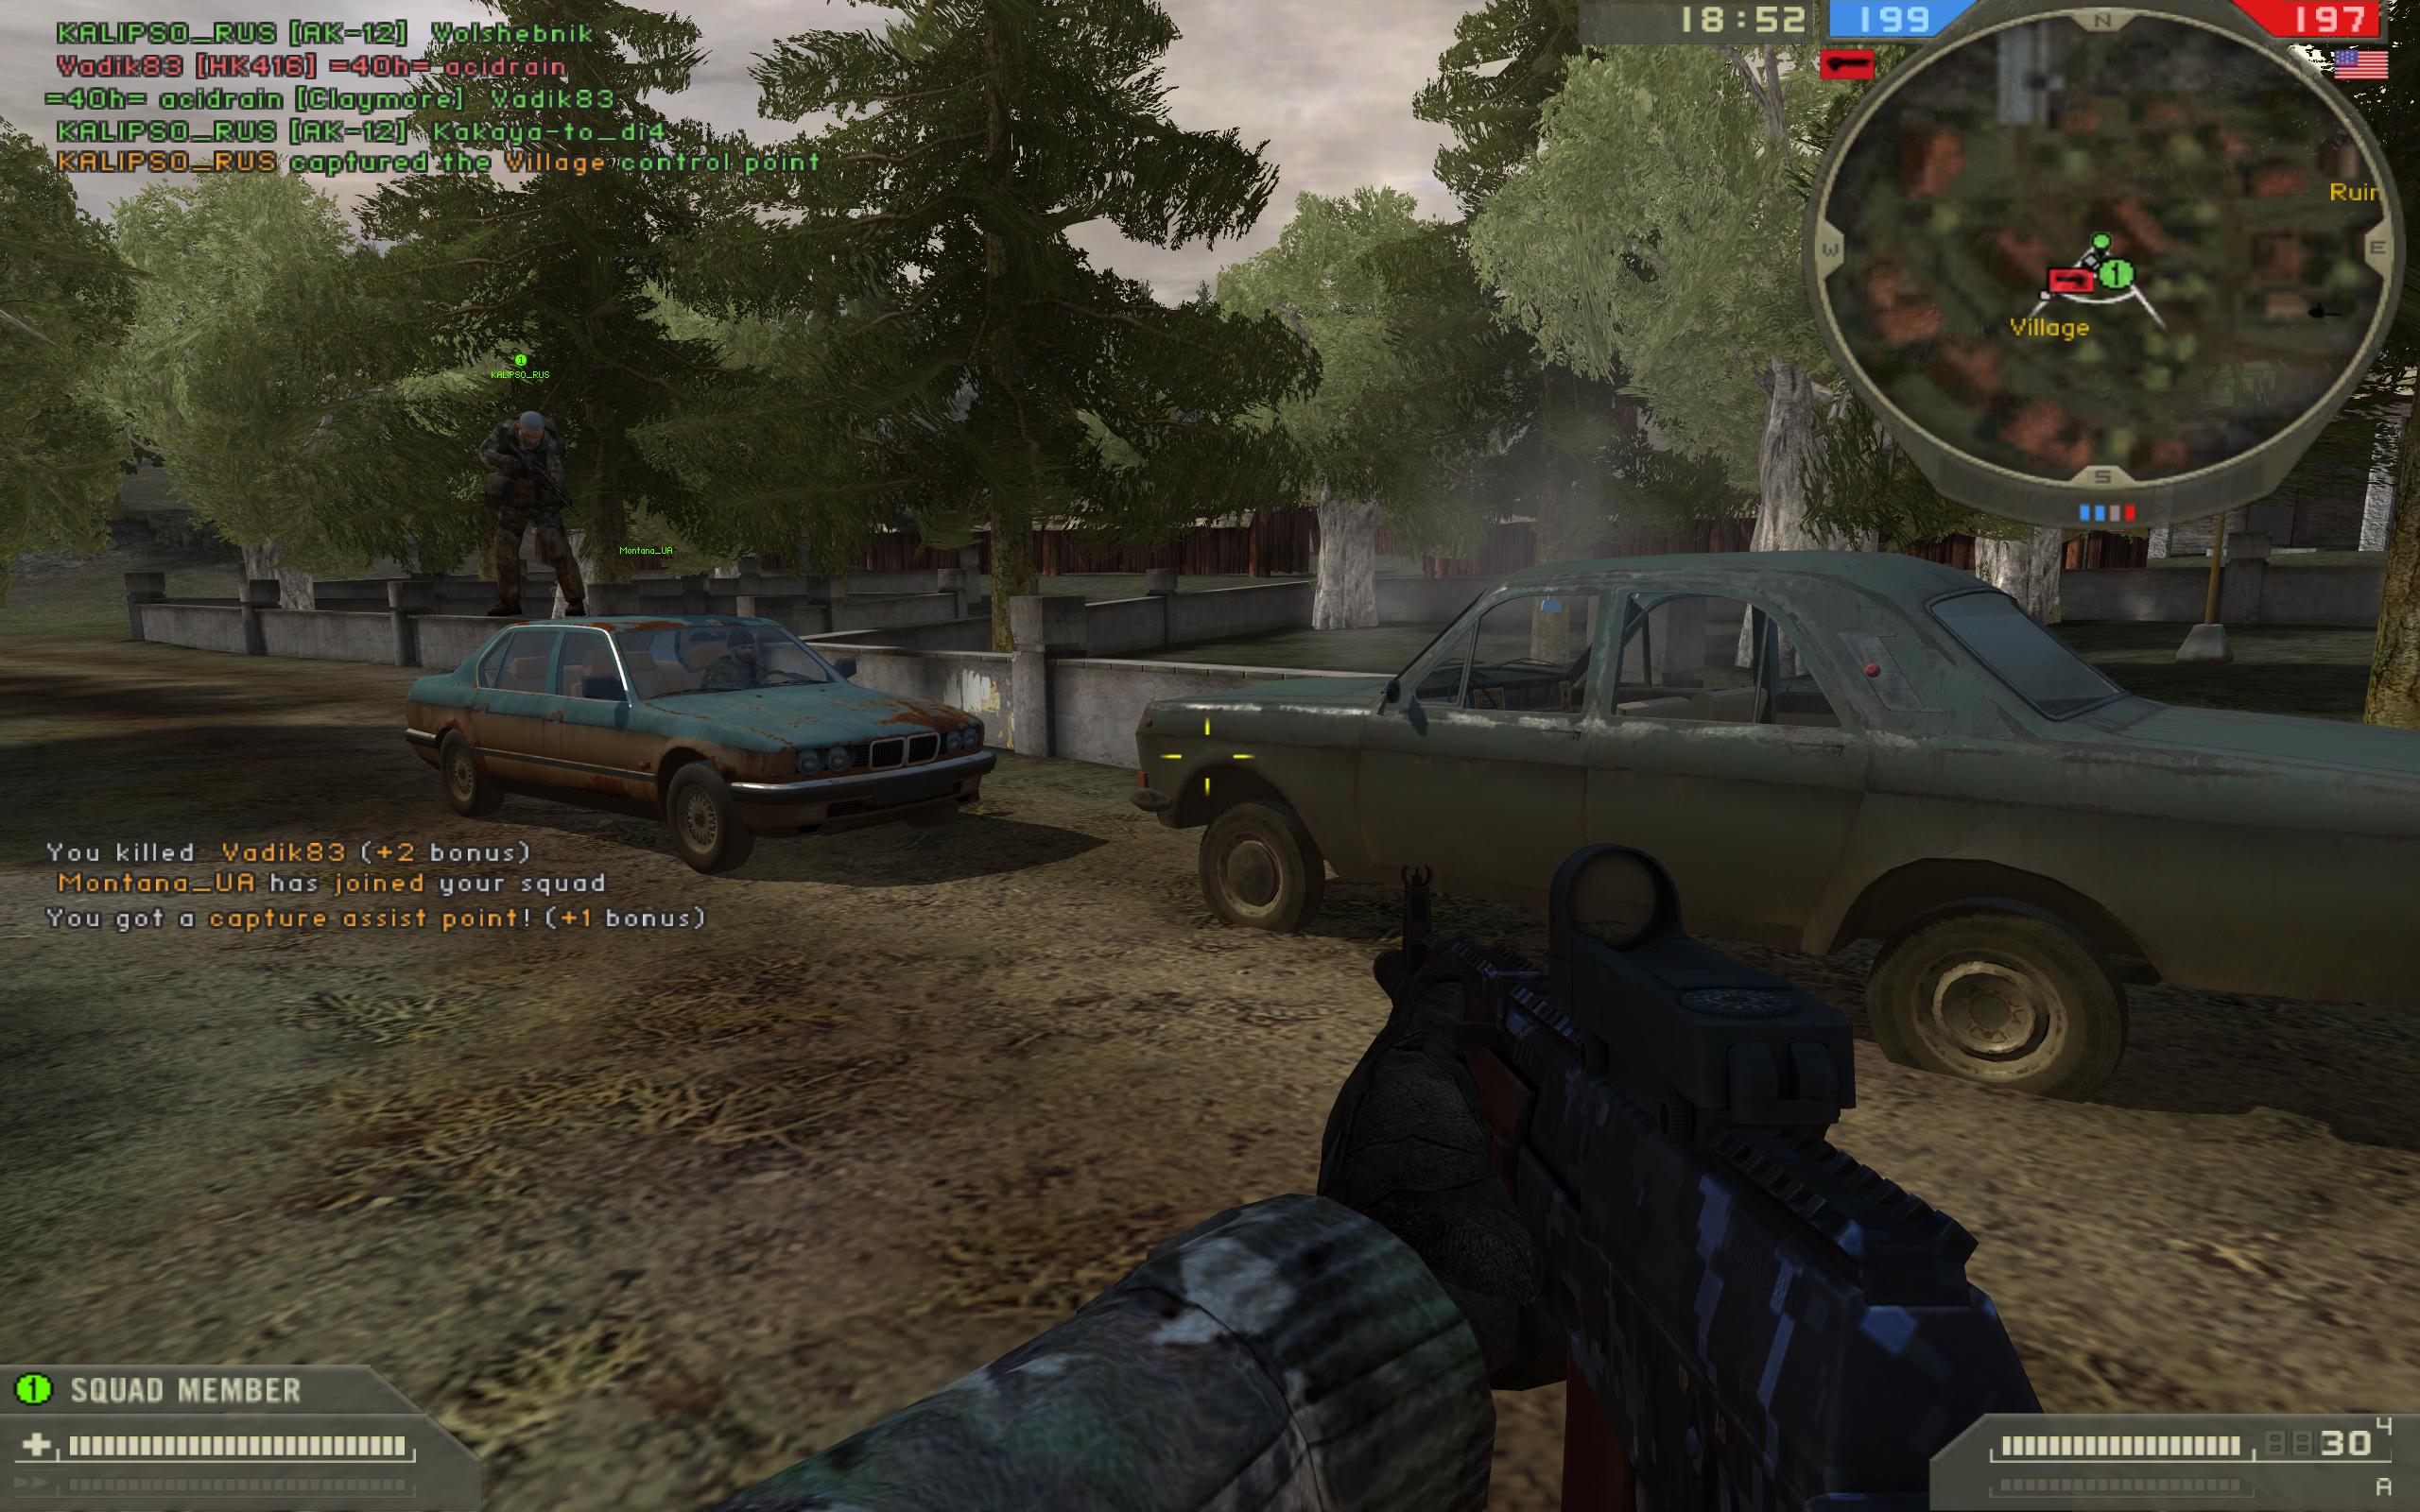 KALIPSO_RUS [AK-12] Volshebnik
Vadik83 [HK416] =40h= acidrain
=40h= acidrain [Claymore] Vadik83
KALIPSO_RUS [AK-12] Kakaya-to_di4
KALIPSO_RUS captured the Village control point
18:52 199 197
N
Ruin
W E
1
Village
S
1
KALIPSO_RUS
Montana_UA
You killed Vadik83 (+2 bonus)
Montana_UA has joined your squad
You got a capture assist point! (+1 bonus)
1 SQUAD MEMBER
30 4
A